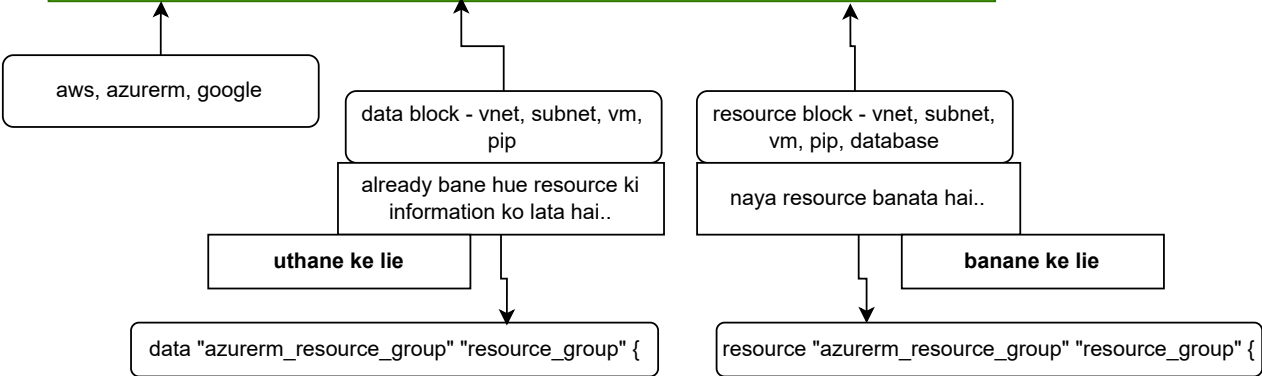 aws, azurerm, google
data block - vnet, subnet, vm,
pip
already bane hue resource ki
information ko lata hai..
uthane ke lie
data "azurerm_resource_group" "resource_group" {
resource block - vnet, subnet,
vm, pip, database
naya resource banata hai..
banane ke lie
resource "azurerm_resource_group" "resource_group" {